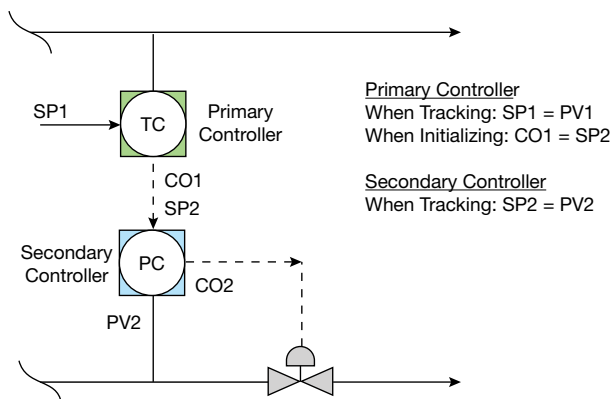 SP1
TC
Primary
Controller
CO1
SP2
Secondary
Controller
PC
CO2
PV2
Primary Controller
When Tracking: SP1 = PV1
When Initializing: CO1 = SP2
Secondary Controller
When Tracking: SP2 = PV2